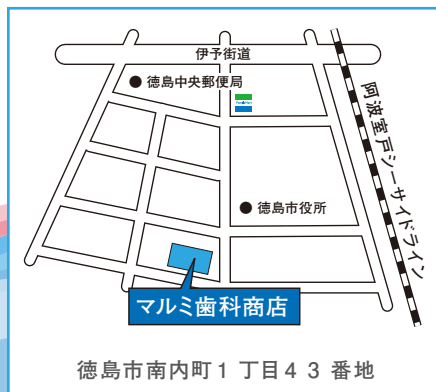 伊予街道
徳島中央郵便局
FamilyMart
阿波室戸シーサイドライン
徳島市役所
マルミ歯科商店
徳島市南内町1丁目43番地